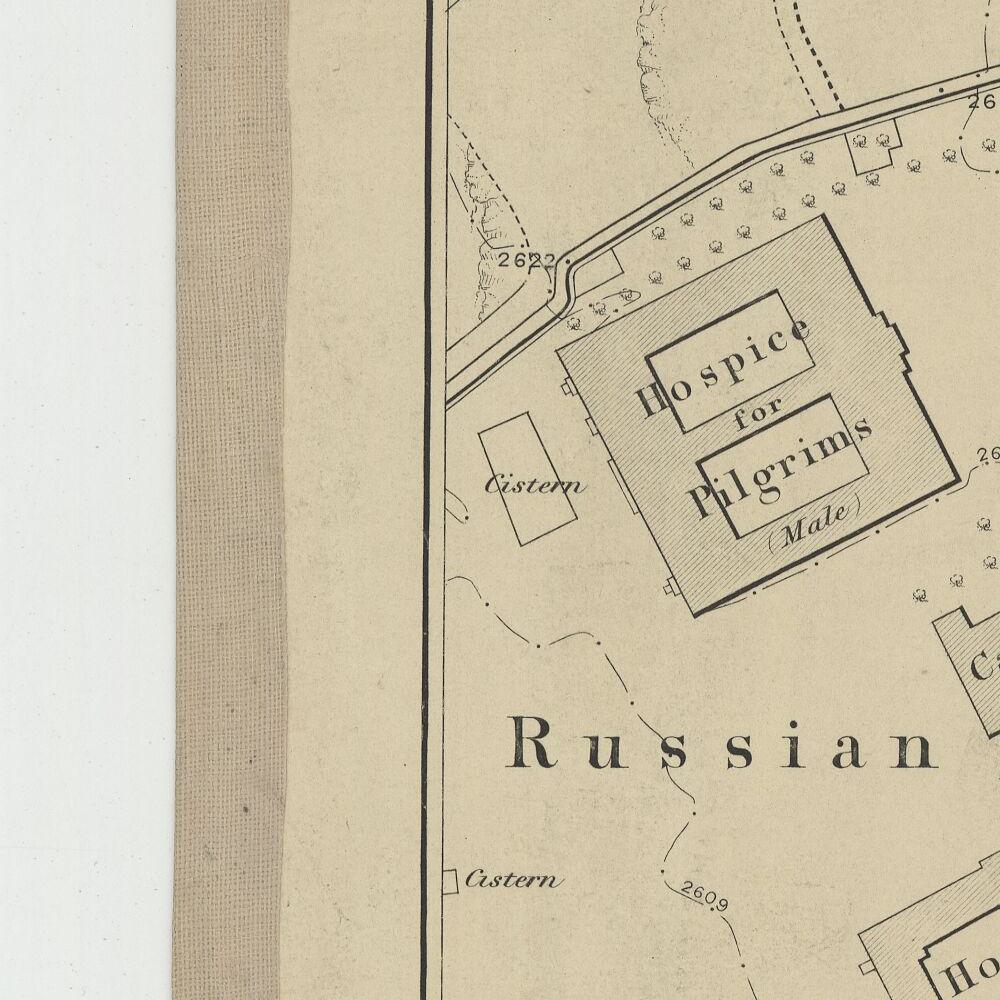 2622
Hospice
for
Pilgrims
(Male)
Cistern
Russian
Cistern
2609